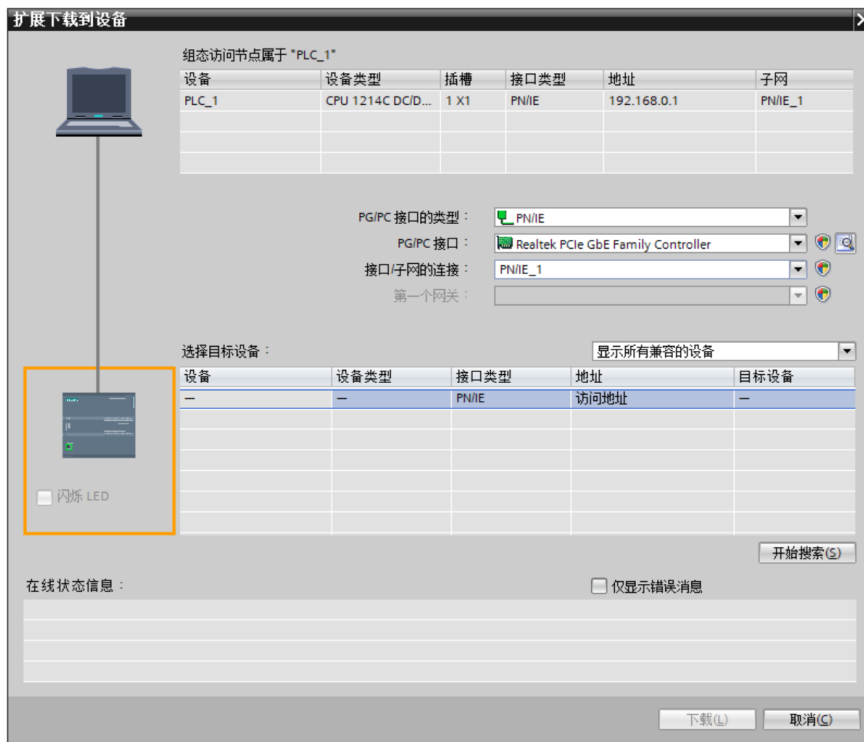 扩展下载到设备
组态访问节点属于 "PLC_1"
设备 设备类型 插槽 接口类型 地址 子网
PLC_1 CPU 1214C DC/D... 1 X1 PN/IE 192.168.0.1 PN/IE_1
PG/PC 接口的类型： PN/IE
PG/PC 接口： Realtek PCIe GbE Family Controller
接口/子网的连接： PN/IE_1
第一个网关：
选择目标设备： 显示所有兼容的设备
设备 设备类型 接口类型 地址 目标设备
— — PN/IE 访问地址 —
闪烁 LED
开始搜索(S)
在线状态信息： 仅显示错误消息
下载(L) 取消(C)